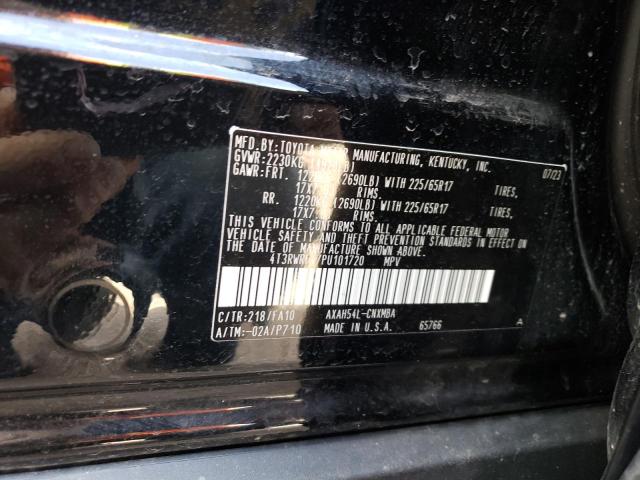 MFD.BY: TOYOTA MANUFACTURING, KENTUCKY, INC. 07/23
GVWR: 2230KG
GAWR: FRT. (2690LB) WITH 225/65R17 TIRES,
RIMS,
RR. (2690LB) WITH 225/65R17 TIRES,
RIMS,
THIS VEHICLE CONFORMS TO ALL APPLICABLE FEDERAL MOTOR
VEHICLE SAFETY AND THEFT PREVENTION STANDARDS IN EFFECT ON
THE DATE OF MANUFACTURE SHOWN ABOVE.
MPV
C/TR: 218/FA10 AXAH54L-CNXMBA A
A/TM: -02A/P710 MADE IN U.S.A. 65766